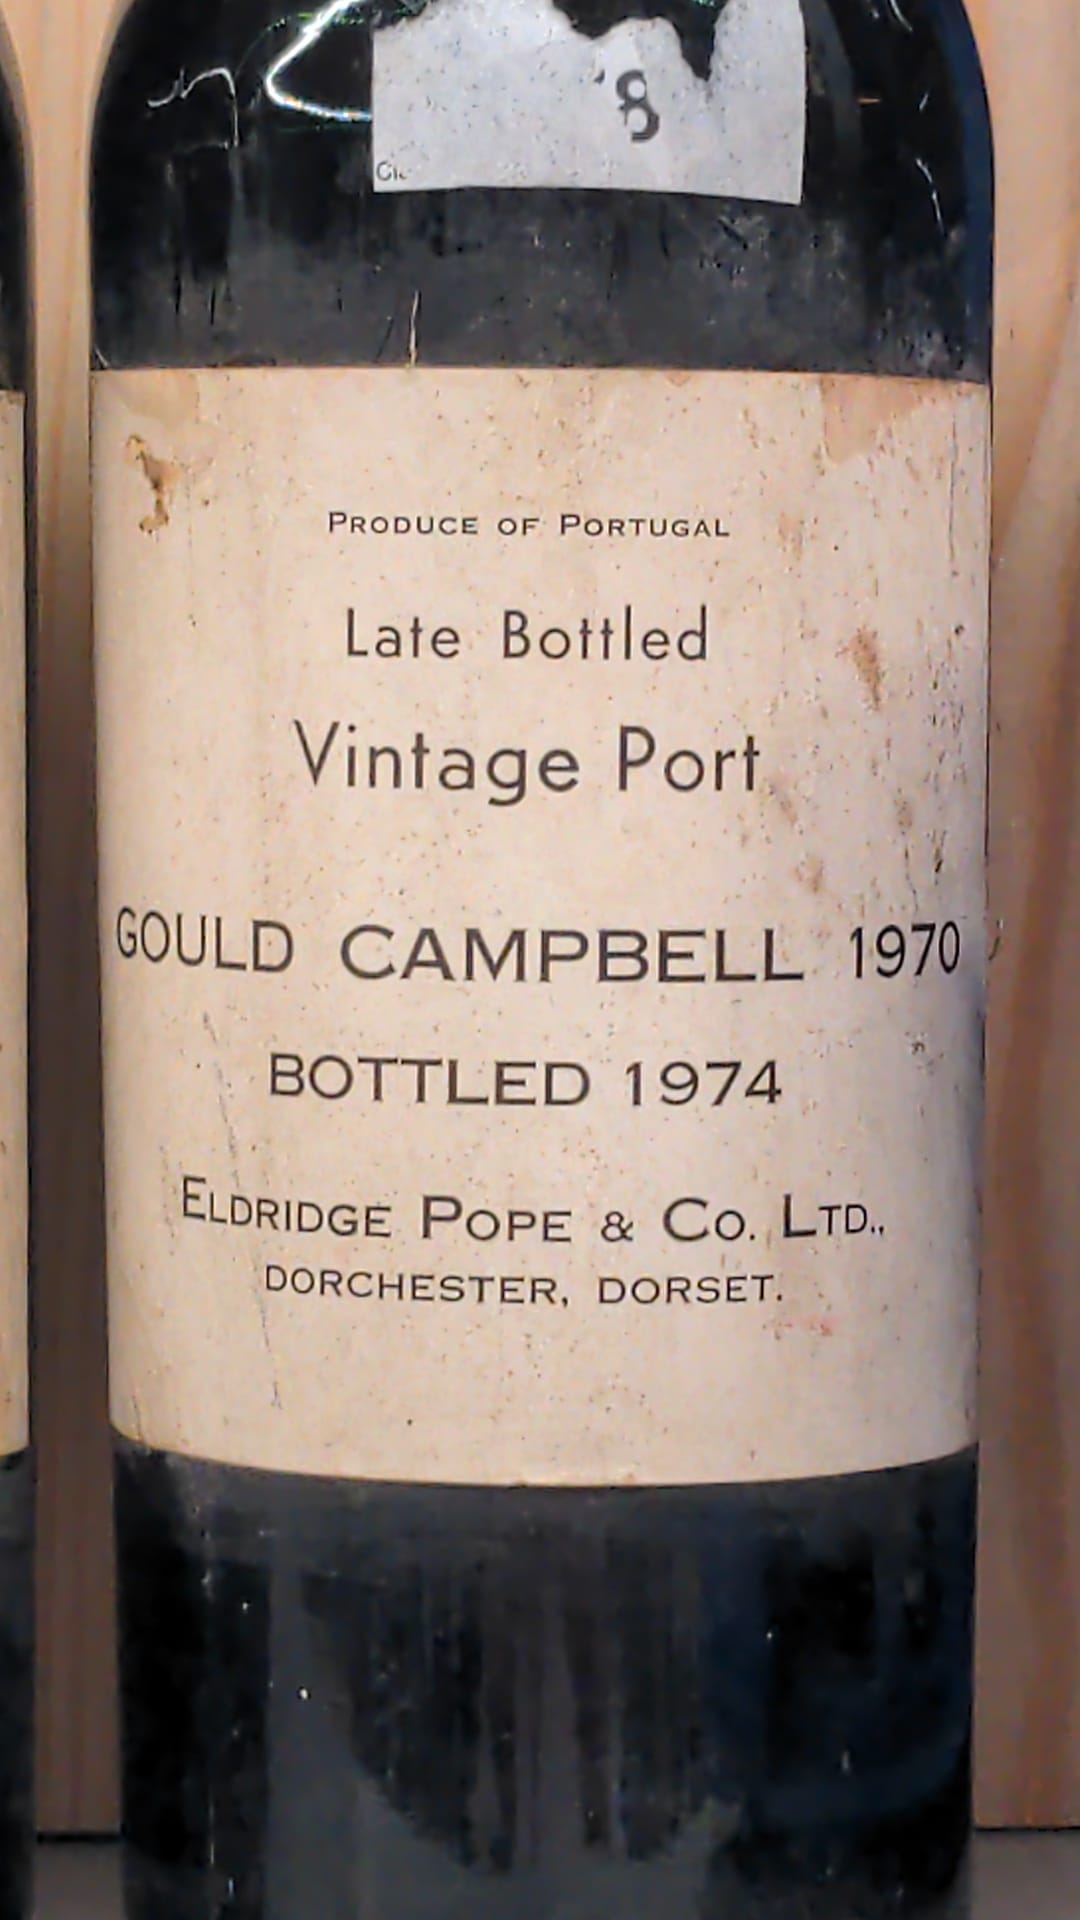 8
PRODUCE OF PORTUGAL
Late Bottled
Vintage Port
GOULD CAMPBELL 1970
BOTTLED 1974
ELDRIDGE POPE & CO. LTD.,
DORCHESTER, DORSET.